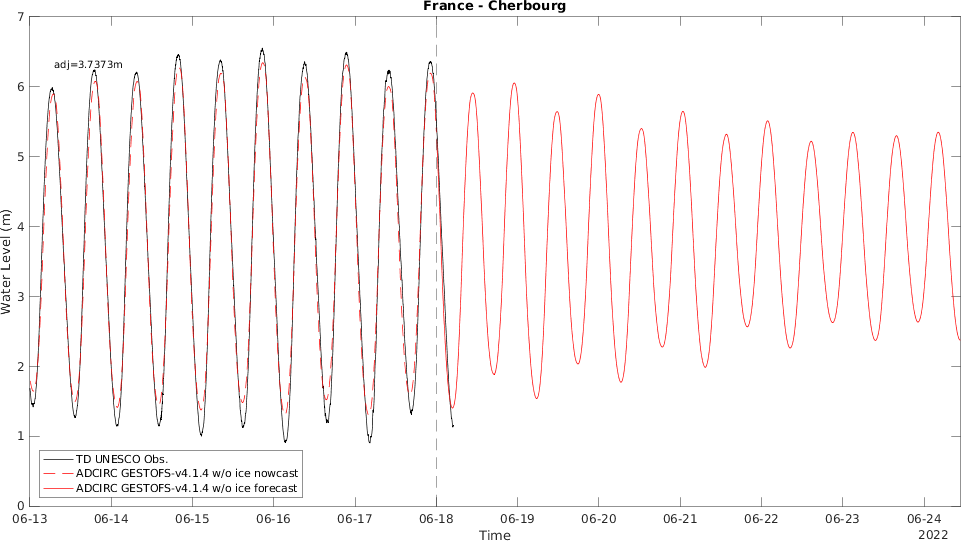 France - Cherbourg
adj=3.7373m
7
6
5
4
3
2
1
0
Water Level (m)
TD UNESCO Obs.
ADCIRC GESTOFS-v4.1.4 w/o ice nowcast
ADCIRC GESTOFS-v4.1.4 w/o ice forecast
06-13 06-14 06-15 06-16 06-17 06-18 06-19 06-20 06-21 06-22 06-23 06-24
Time
2022